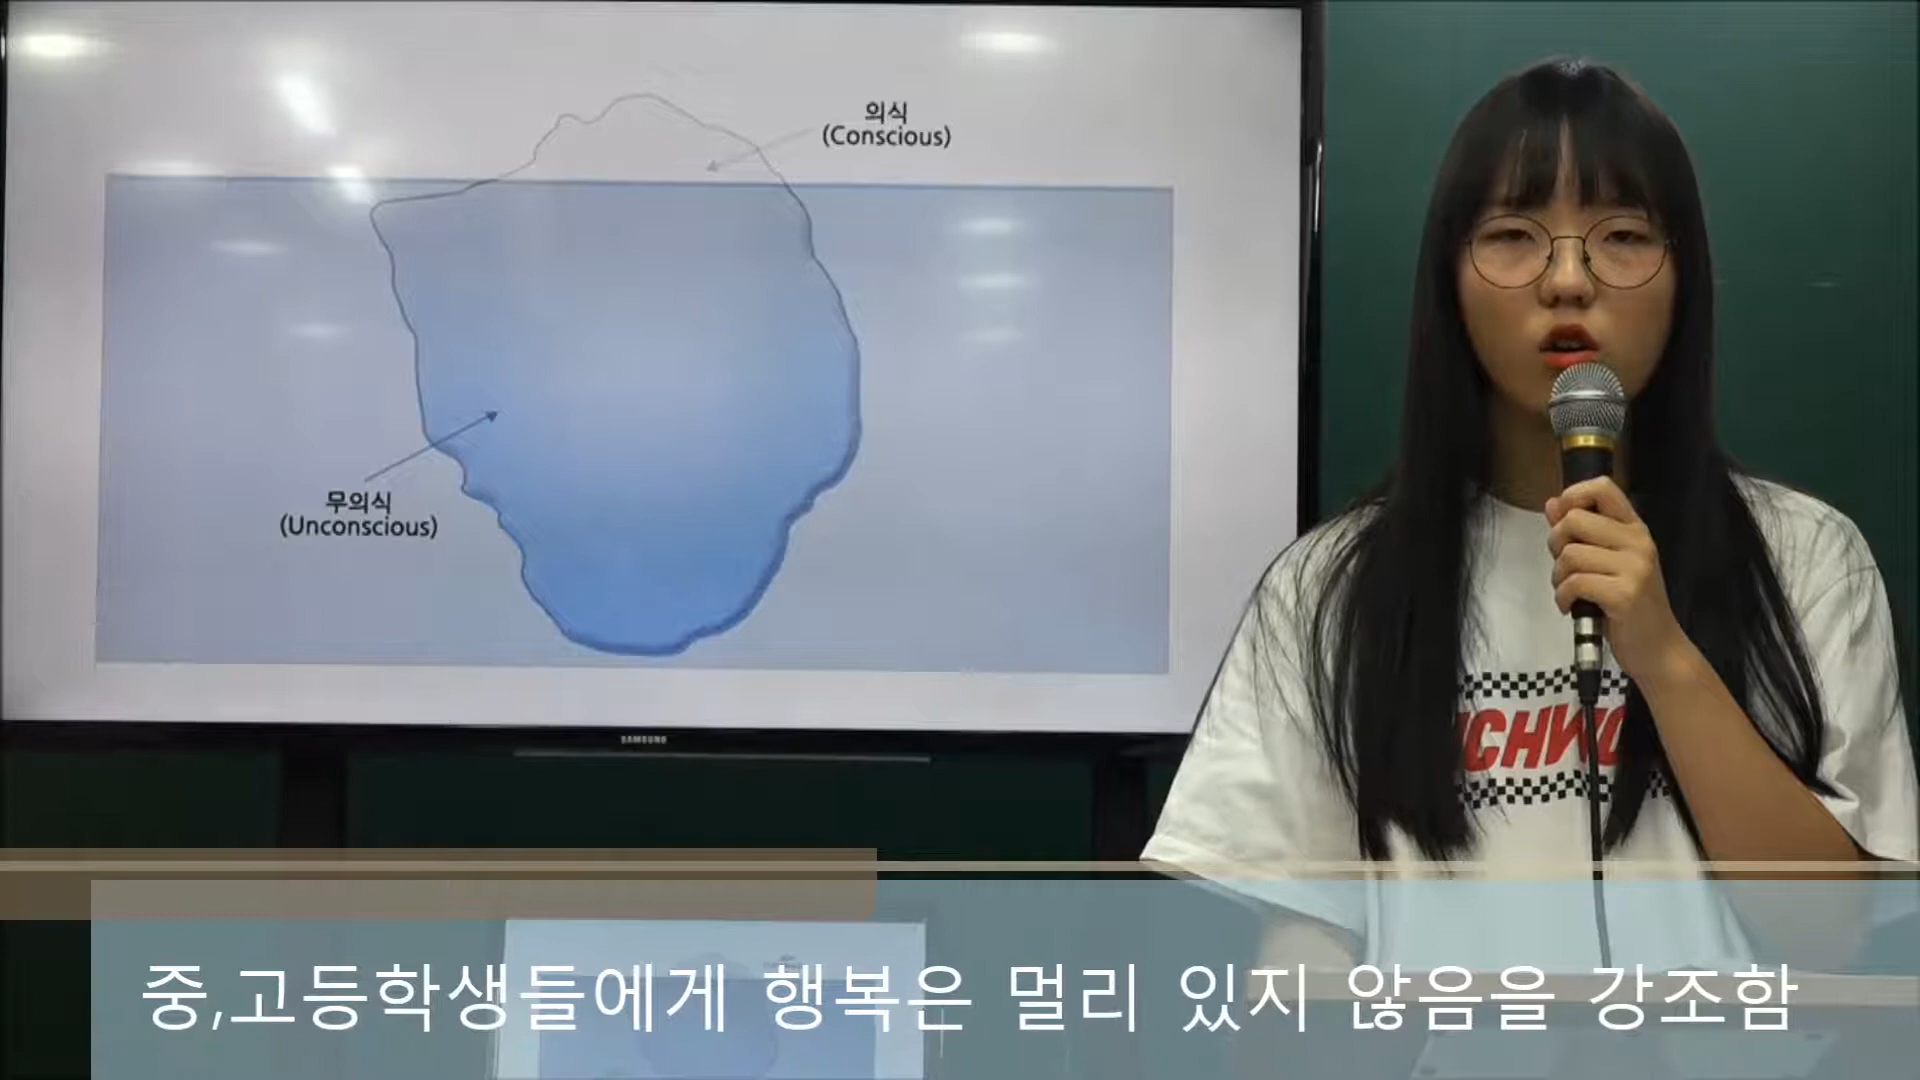 의식
(Conscious)
무의식
(Unconscious)
SAMSUNG
중,고등학생들에게 행복은 멀리 있지 않음을 강조함